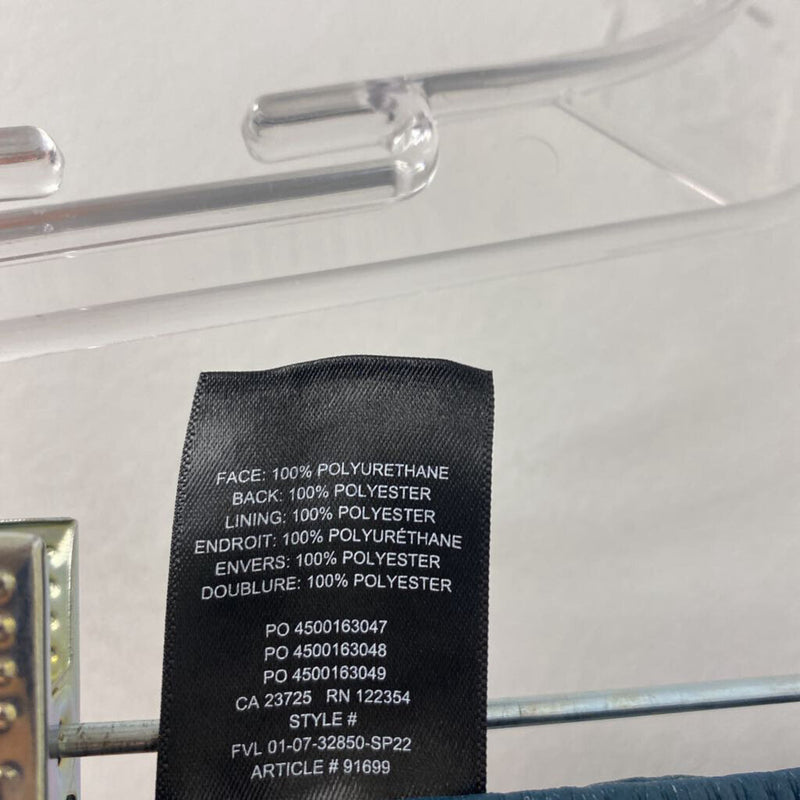 FACE: 100% POLYURETHANE
BACK: 100% POLYESTER
LINING: 100% POLYESTER
ENDROIT: 100% POLYURÉTHANE
ENVERS: 100% POLYESTER
DOUBLURE: 100% POLYESTER
PO 4500163047
PO 4500163048
PO 4500163049
CA 23725 RN 122354
STYLE #
FVL 01-07-32850-SP22
ARTICLE # 91699